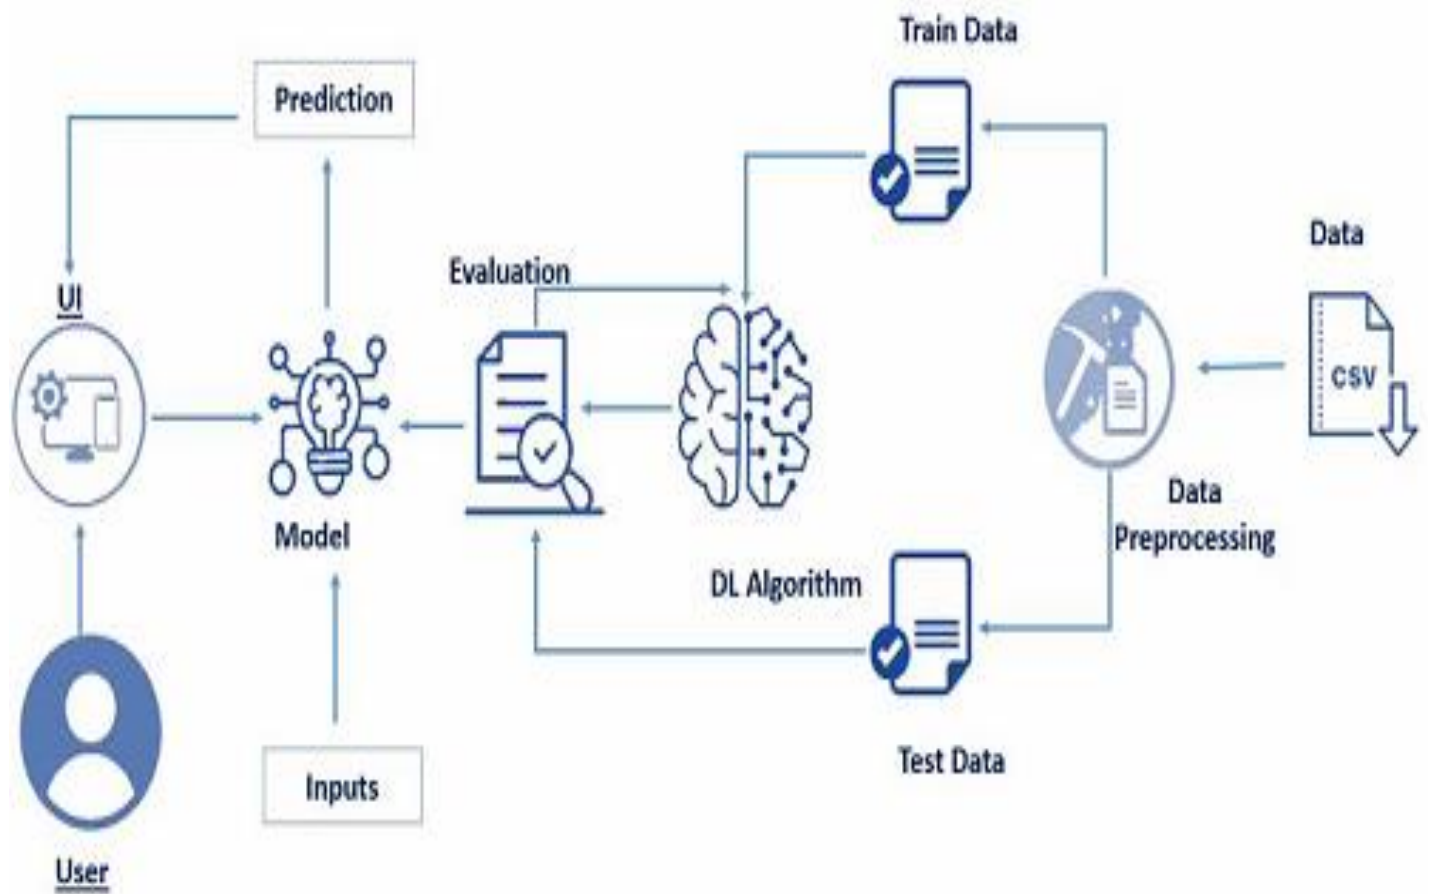 Train Data
Prediction
Data
Evaluation
UI
CSV
Data
Preprocessing
Model
DL Algorithm
Test Data
Inputs
User